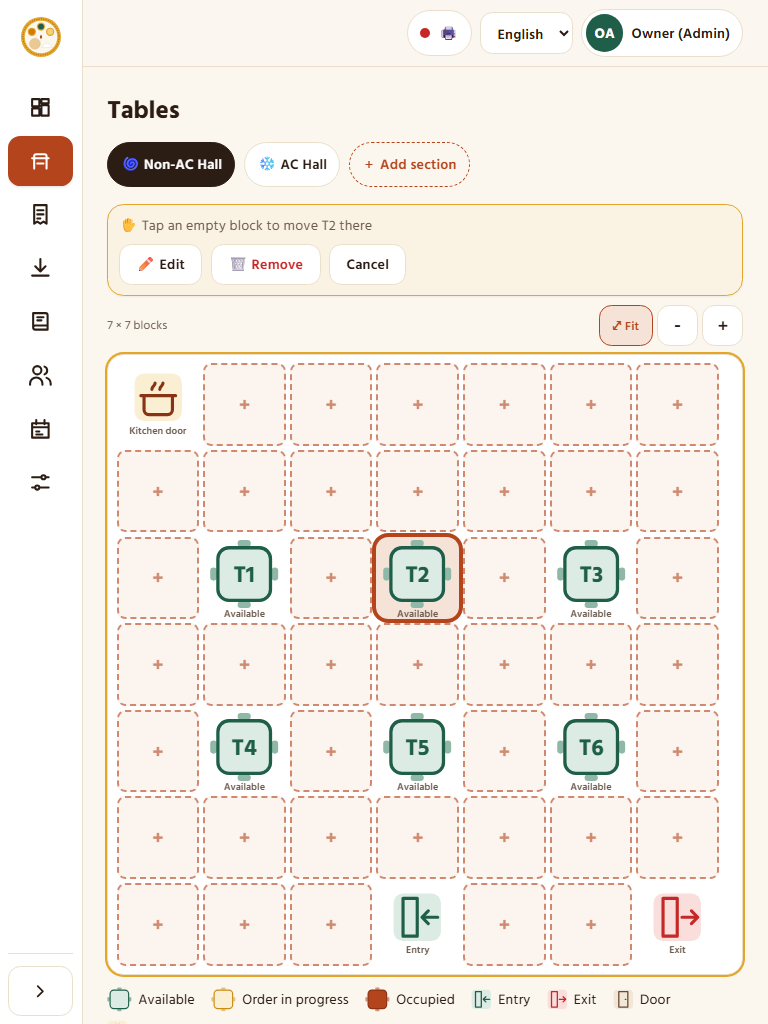 English
OA Owner (Admin)
Tables
Non-AC Hall
AC Hall
+ Add section
Tap an empty block to move T2 there
Edit
Remove
Cancel
7 × 7 blocks
Fit
-
+
Kitchen door
+ + + + + +
+ + + + + + +
+ T1 + T2 + T3 +
Available Available Available
+ + + + + + +
+ T4 + T5 + T6 +
Available Available Available
+ + + + + + +
+ + + + +
Entry Exit
Available Order in progress Occupied Entry Exit Door